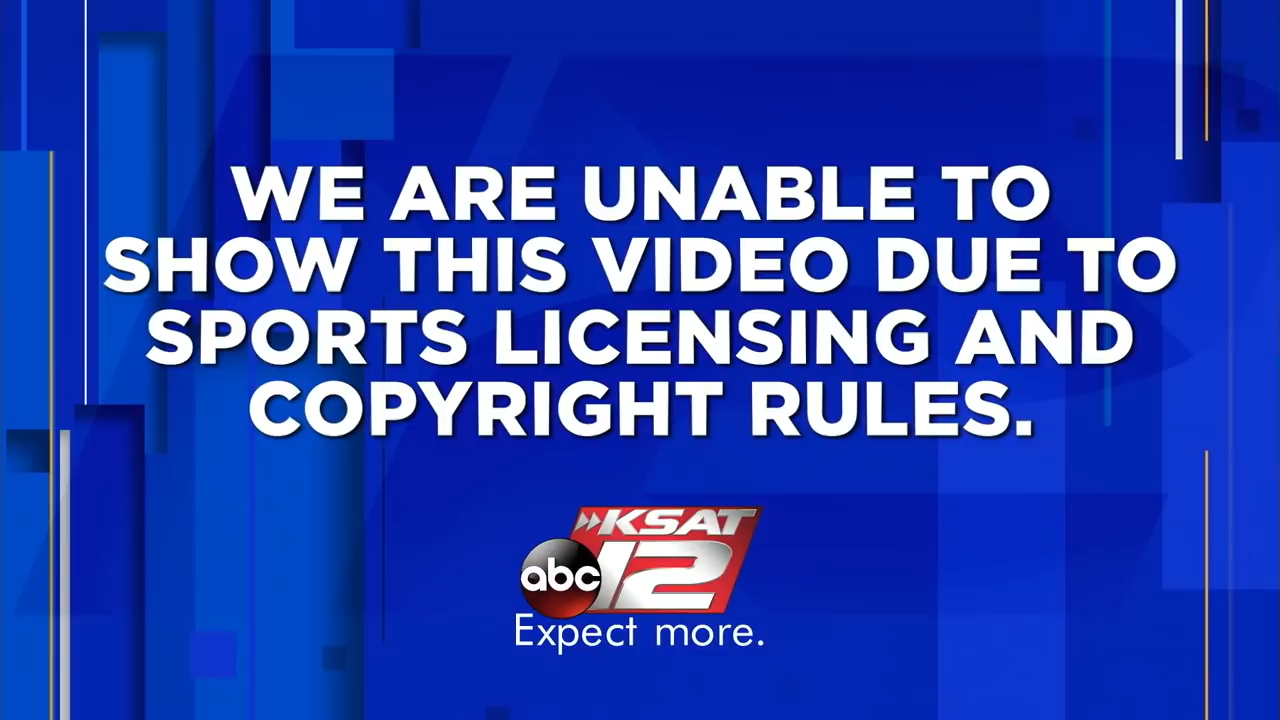 WE ARE UNABLE TO
SHOW THIS VIDEO DUE TO
SPORTS LICENSING AND
COPYRIGHT RULES.
KSAT
abc 12
Expect more.